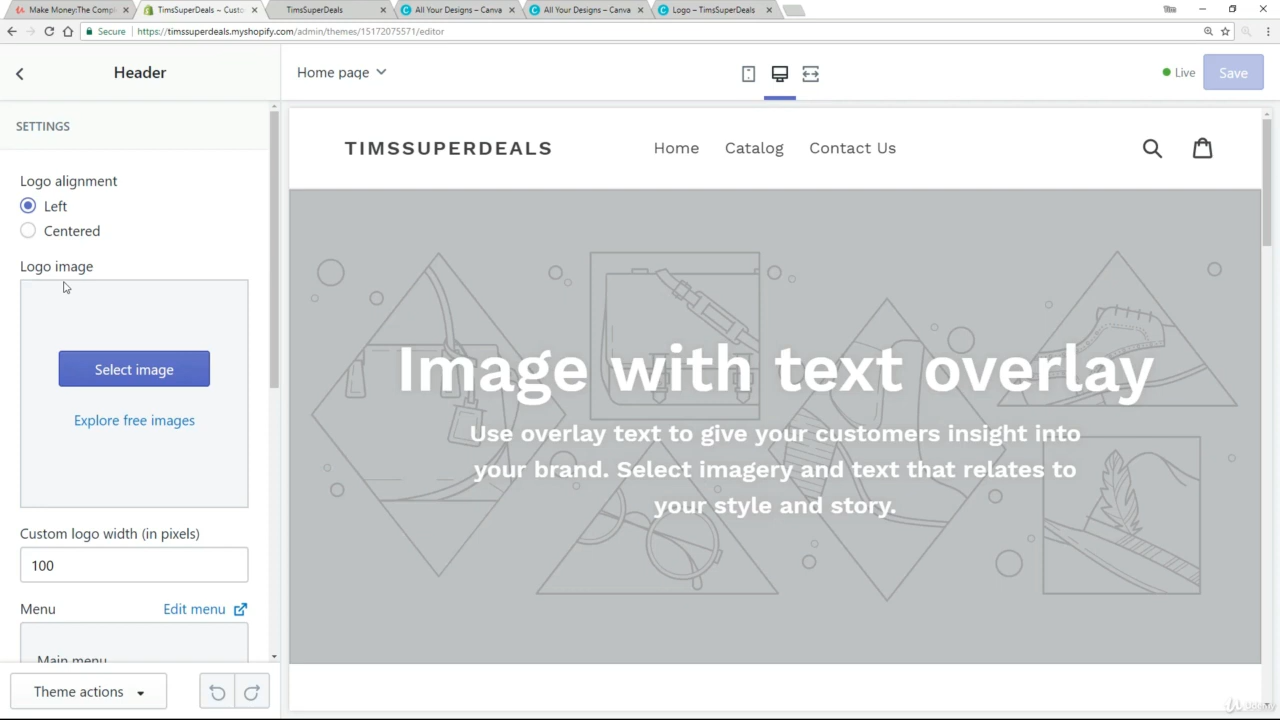 Make Money:The Compl
TimsSuperDeals ~ Custo
TimsSuperDeals
All Your Designs – Canva
All Your Designs – Canva
Logo – TimsSuperDeals
Tim
Secure
https://timssuperdeals.myshopify.com/admin/themes/15172075571/editor
Header
Home page
Live
Save
SETTINGS
Logo alignment
Left
Centered
Logo image
Select image
Explore free images
Custom logo width (in pixels)
100
Menu
Edit menu
Main menu
Theme actions
TIMSSUPERDEALS
Home
Catalog
Contact Us
Image with text overlay
Use overlay text to give your customers insight into
your brand. Select imagery and text that relates to
your style and story.
Udemy